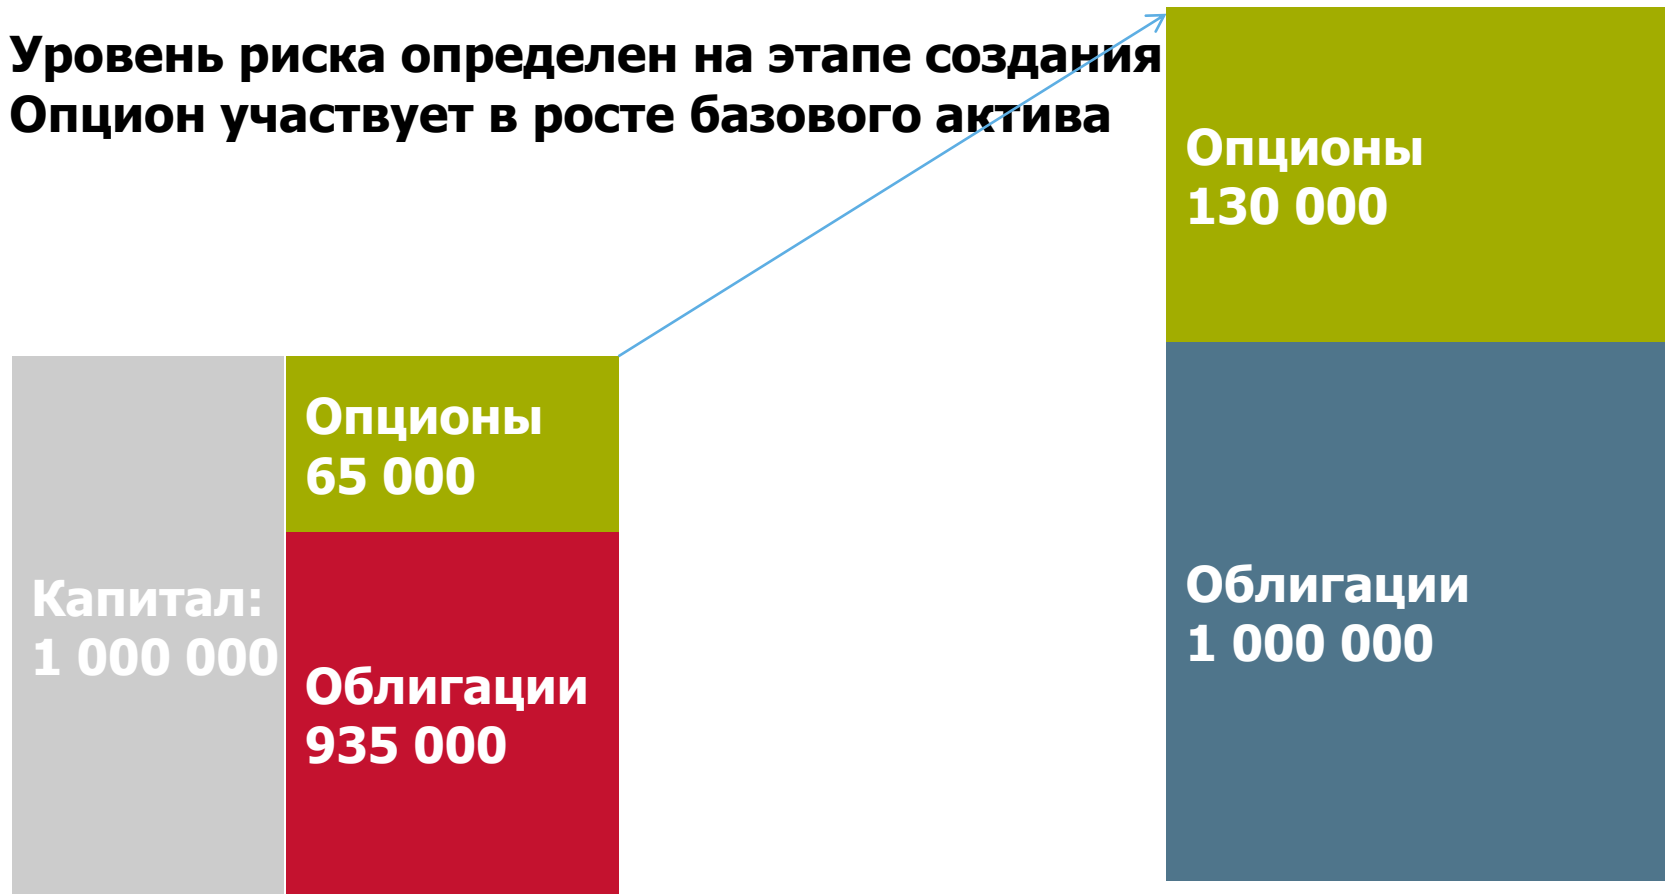 Уровень риска определен на этапе создания
Опцион участвует в росте базового актива
Опционы
130 000
Опционы
65 000
Капитал:
1 000 000
Облигации
935 000
Облигации
1 000 000